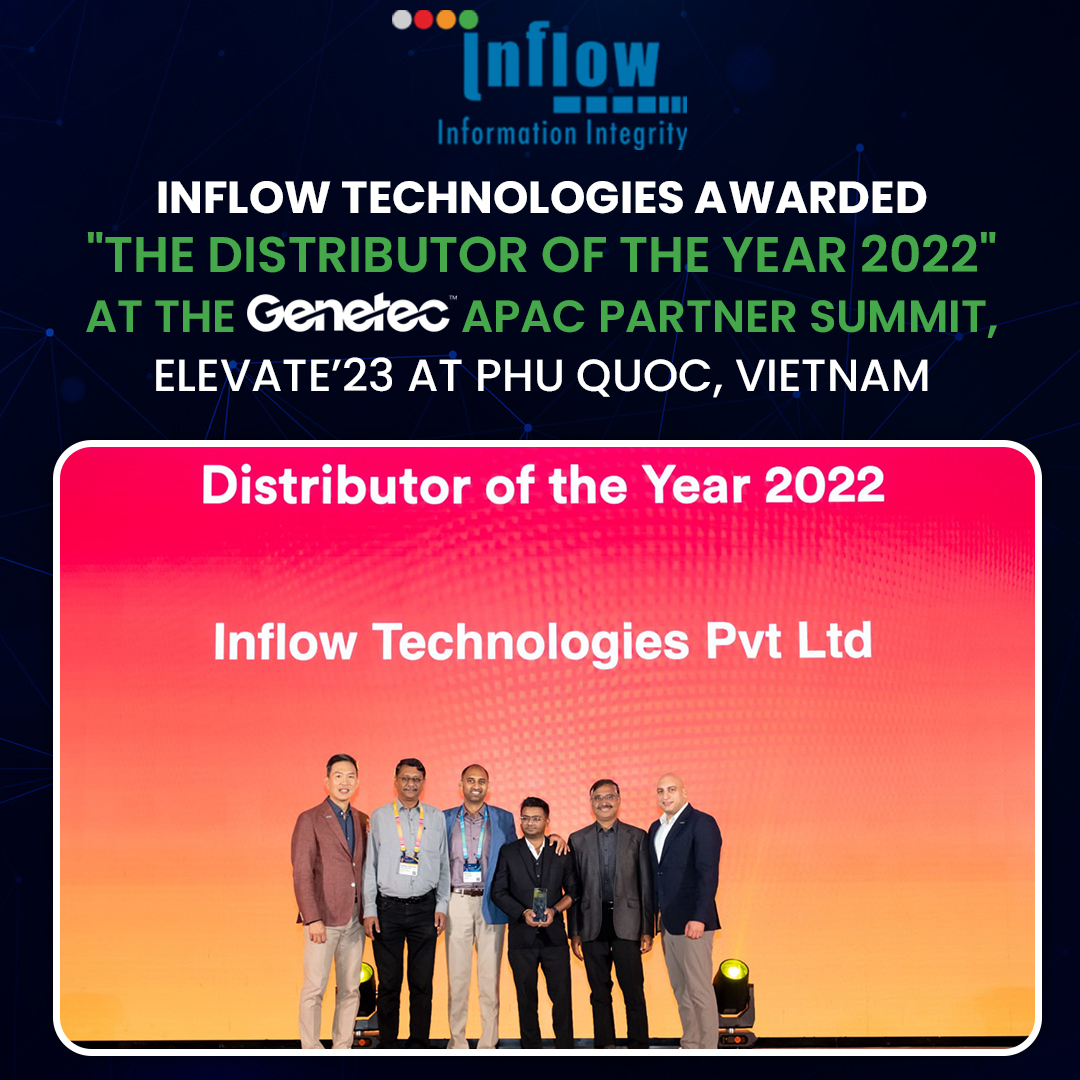 Inflow
Information Integrity
INFLOW TECHNOLOGIES AWARDED
"THE DISTRIBUTOR OF THE YEAR 2022"
AT THE Genetec™ APAC PARTNER SUMMIT,
ELEVATE’23 AT PHU QUOC, VIETNAM
Distributor of the Year 2022
Inflow Technologies Pvt Ltd